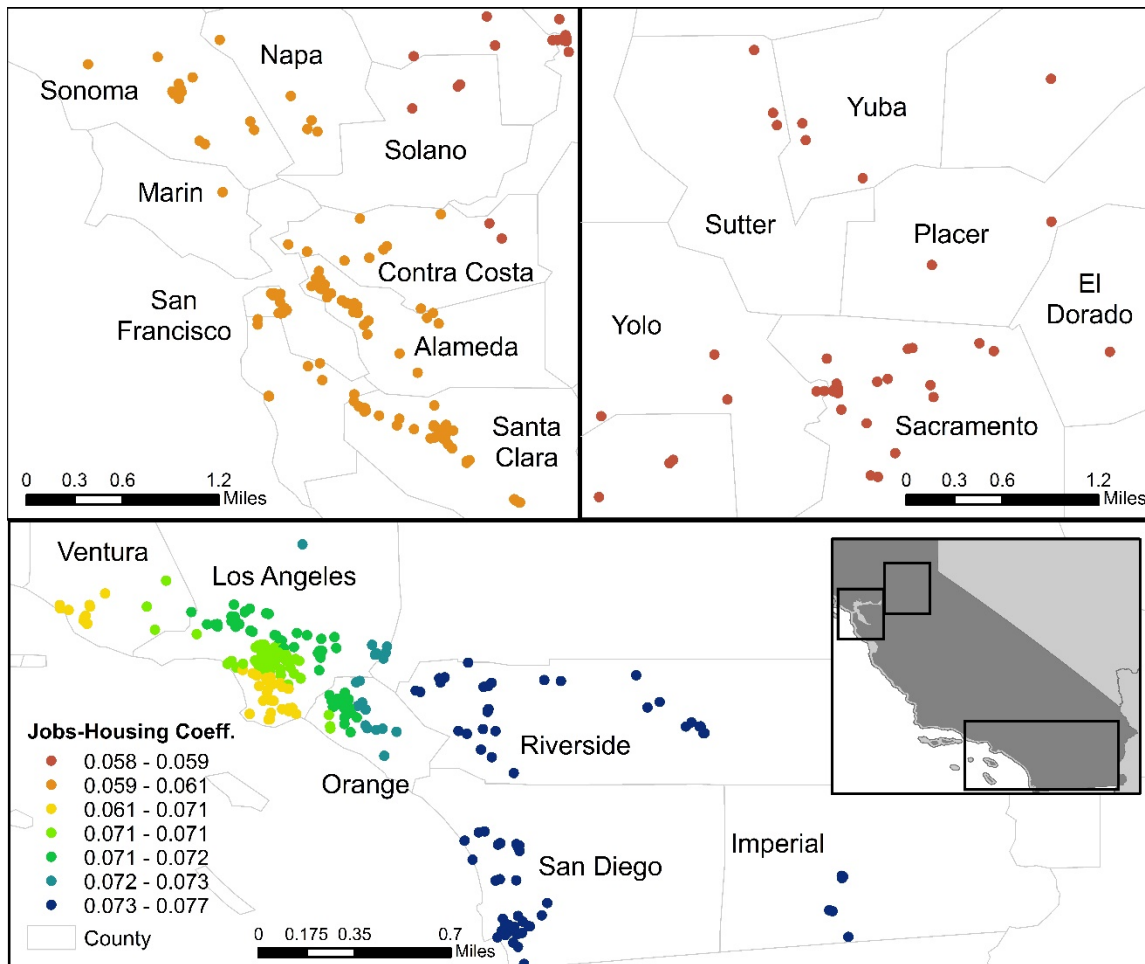 Napa
Sonoma
Solano
Marin
Contra Costa
San
Francisco
Alameda
Santa
Clara
0 0.3 0.6 1.2
Miles
Yuba
Sutter
Placer
El
Dorado
Yolo
Sacramento
0 0.3 0.6 1.2
Miles
Ventura
Los Angeles
Riverside
Orange
San Diego
Imperial
Jobs-Housing Coeff.
0.058 - 0.059
0.059 - 0.061
0.061 - 0.071
0.071 - 0.071
0.071 - 0.072
0.072 - 0.073
0.073 - 0.077
County
0 0.175 0.35 0.7
Miles